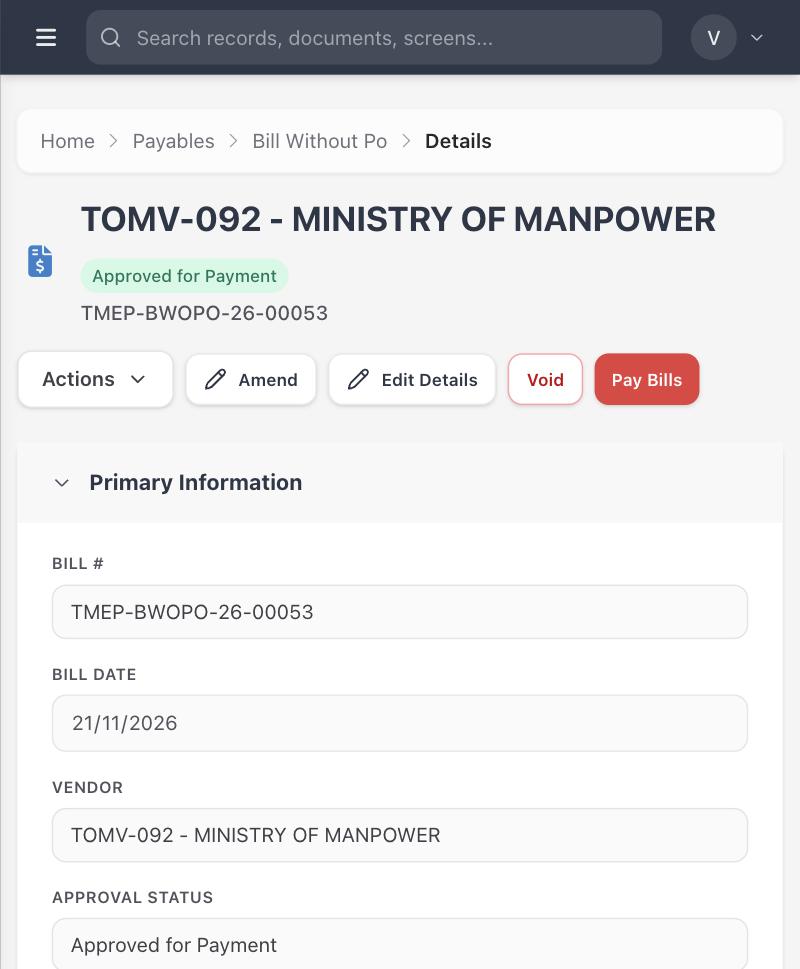 Search records, documents, screens...
V
Home > Payables > Bill Without Po > Details
TOMV-092 - MINISTRY OF MANPOWER
$
Approved for Payment
TMEP-BWOPO-26-00053
Actions
Amend
Edit Details
Void
Pay Bills
Primary Information
BILL #
TMEP-BWOPO-26-00053
BILL DATE
21/11/2026
VENDOR
TOMV-092 - MINISTRY OF MANPOWER
APPROVAL STATUS
Approved for Payment